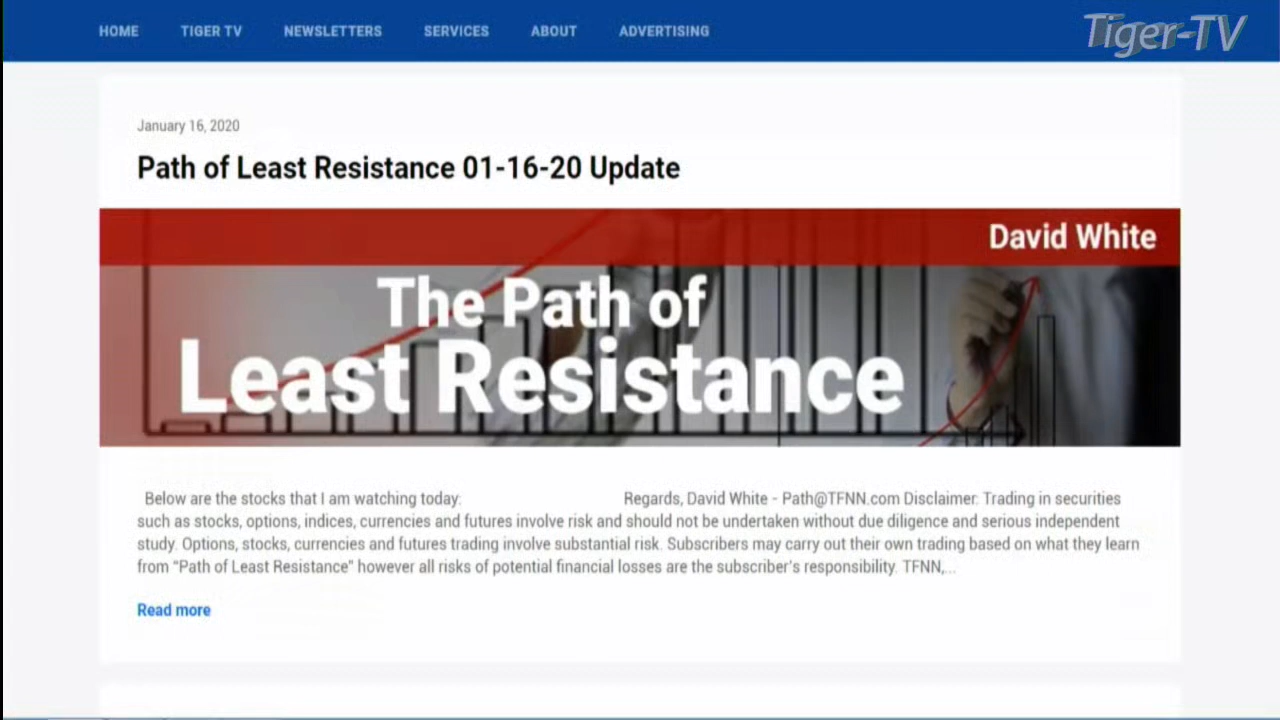 HOME TIGER TV NEWSLETTERS SERVICES ABOUT ADVERTISING
Tiger-TV
January 16, 2020
Path of Least Resistance 01-16-20 Update
David White
The Path of
Least Resistance
Below are the stocks that I am watching today: Regards, David White - Path@TFNN.com Disclaimer: Trading in securities
such as stocks, options, indices, currencies and futures involve risk and should not be undertaken without due diligence and serious independent
study. Options, stocks, currencies and futures trading involve substantial risk. Subscribers may carry out their own trading based on what they learn
from “Path of Least Resistance” however all risks of potential financial losses are the subscriber's responsibility. TFNN,...
Read more